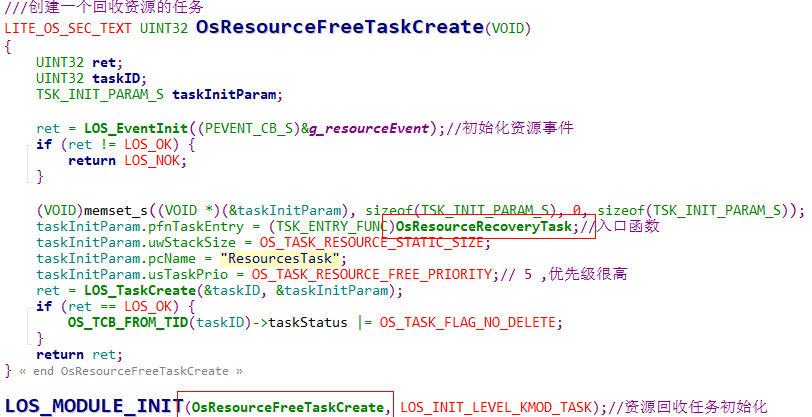 ///创建一个回收资源的任务
LITE_OS_SEC_TEXT UINT32 OsResourceFreeTaskCreate(VOID)
{
    UINT32 ret;
    UINT32 taskID;
    TSK_INIT_PARAM_S taskInitParam;

    ret = LOS_EventInit((PEVENT_CB_S)&g_resourceEvent);//初始化资源事件
    if (ret != LOS_OK) {
        return LOS_NOK;
    }

    (VOID)memset_s((VOID *)(&taskInitParam), sizeof(TSK_INIT_PARAM_S), 0, sizeof(TSK_INIT_PARAM_S));
    taskInitParam.pfnTaskEntry = (TSK_ENTRY_FUNC)OsResourceRecoveryTask;//入口函数
    taskInitParam.uwStackSize = OS_TASK_RESOURCE_STATIC_SIZE;
    taskInitParam.pcName = "ResourcesTask";
    taskInitParam.usTaskPrio = OS_TASK_RESOURCE_FREE_PRIORITY;// 5 ,优先级很高
    ret = LOS_TaskCreate(&taskID, &taskInitParam);
    if (ret == LOS_OK) {
        OS_TCB_FROM_TID(taskID)->taskStatus |= OS_TASK_FLAG_NO_DELETE;
    }
    return ret;
} « end OsResourceFreeTaskCreate »

LOS_MODULE_INIT(OsResourceFreeTaskCreate, LOS_INIT_LEVEL_KMOD_TASK);//资源回收任务初始化